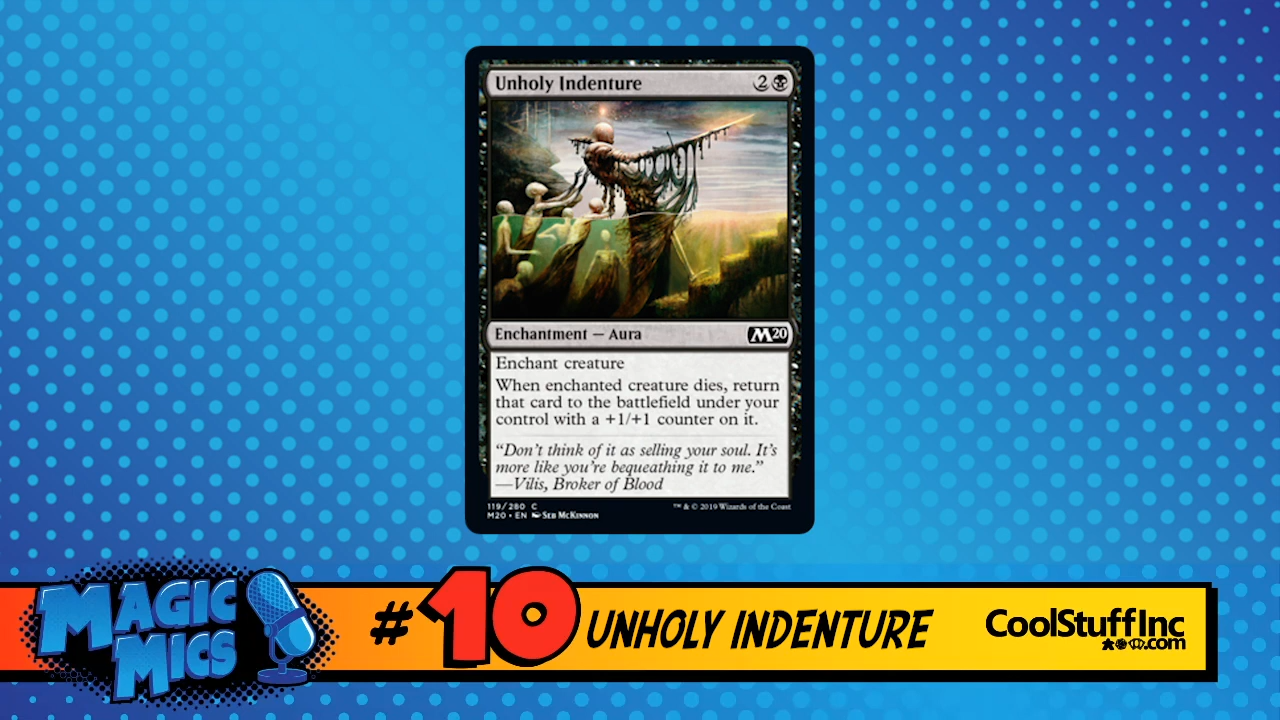 Unholy Indenture 2
Enchantment — Aura M20
Enchant creature
When enchanted creature dies, return
that card to the battlefield under your
control with a +1/+1 counter on it.
“Don’t think of it as selling your soul. It’s
more like you’re bequeathing it to me.”
—Vilis, Broker of Blood
119/280 C
M20 • EN Seb McKinnon
™ & © 2019 Wizards of the Coast
MAGIC
MICS
#10 UNHOLY INDENTURE
CoolStuffInc
.com